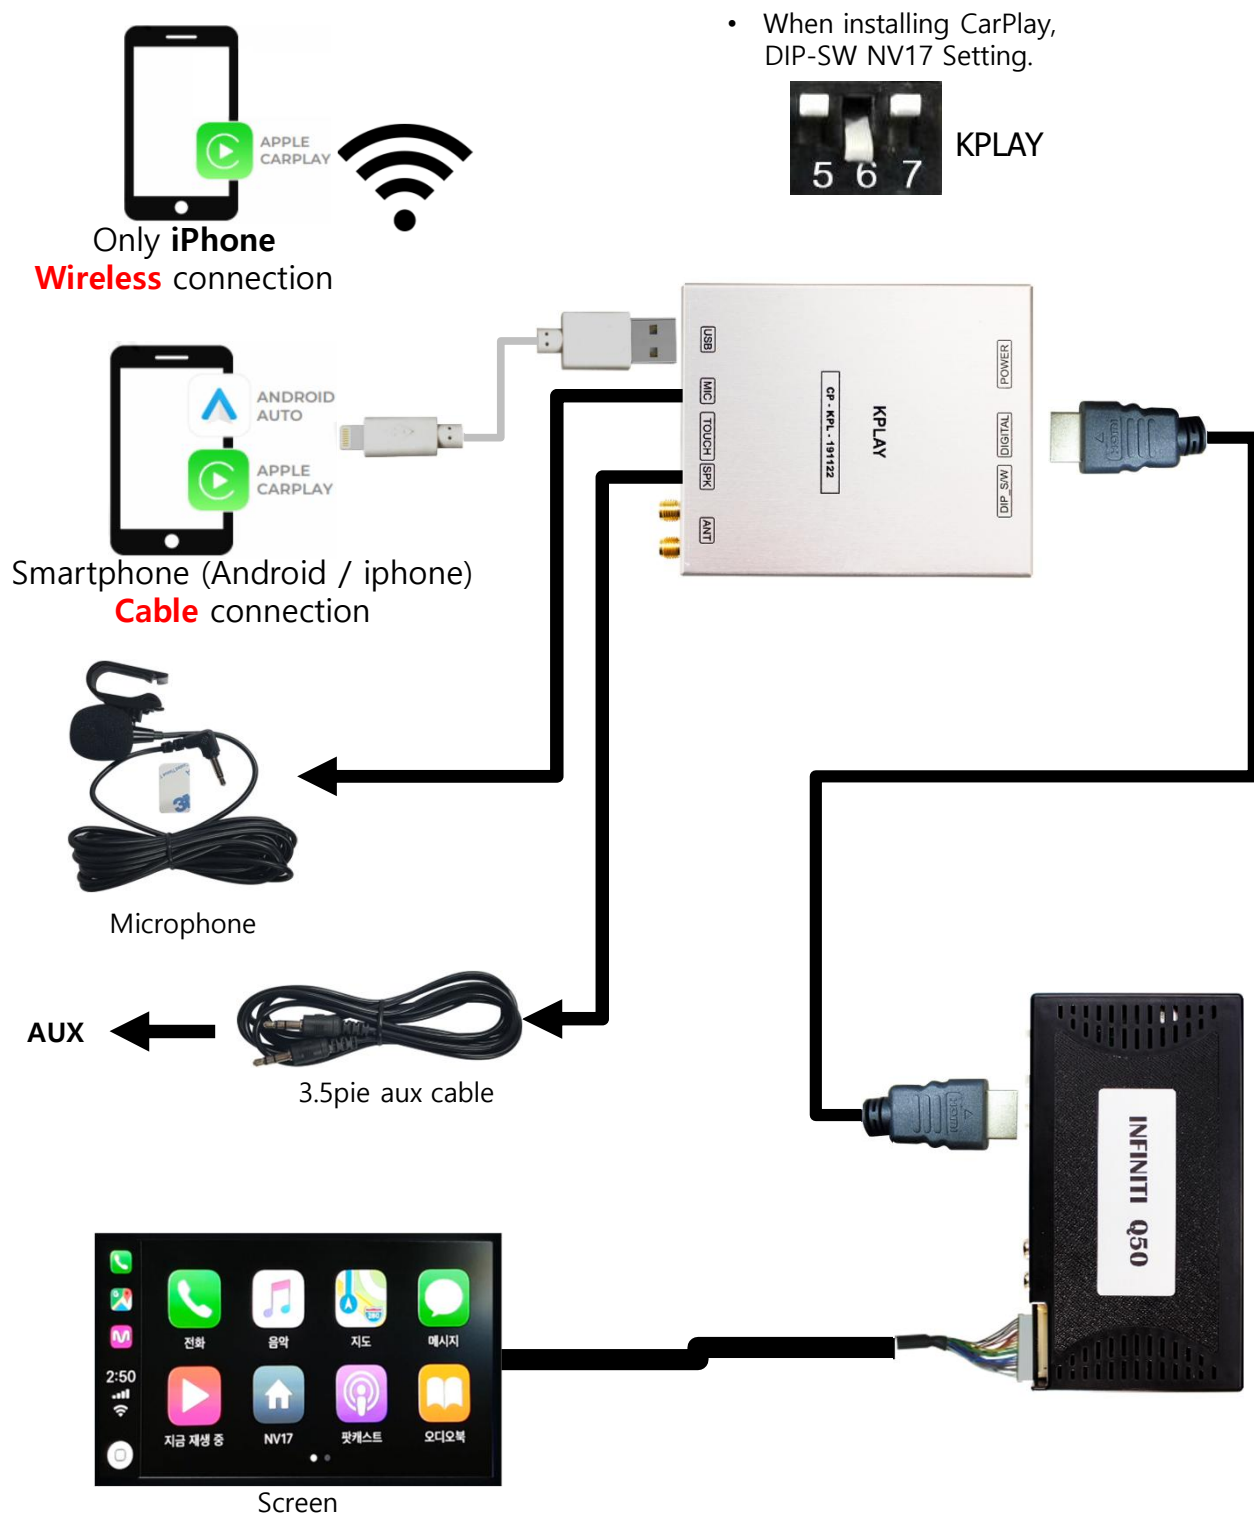 • When installing CarPlay,
DIP-SW NV17 Setting.
5 6 7
KPLAY
APPLE
CARPLAY
Only iPhone
Wireless connection
ANDROID
AUTO
APPLE
CARPLAY
Smartphone (Android / iphone)
Cable connection
USB
MIC
TOUCH
SPK
ANT
CP - KPL - 191122
KPLAY
POWER
DIGITAL
DIP_S/W
HDMI
Microphone
AUX
3.5pie aux cable
HDMI
INFINITI Q50
2:50
전화
음악
지도
메시지
지금 재생 중
NV17
팟캐스트
오디오북
Screen